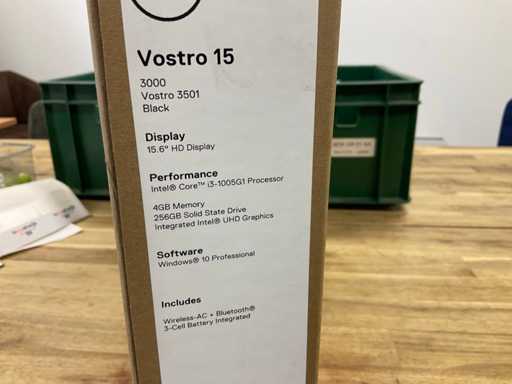 Vostro 15
3000
Vostro 3501
Black
Display
15.6" HD Display
Performance
Intel® Core™ i3-1005G1 Processor
4GB Memory
256GB Solid State Drive
Integrated Intel® UHD Graphics
Software
Windows® 10 Professional
Includes
Wireless-AC + Bluetooth®
3-Cell Battery Integrated